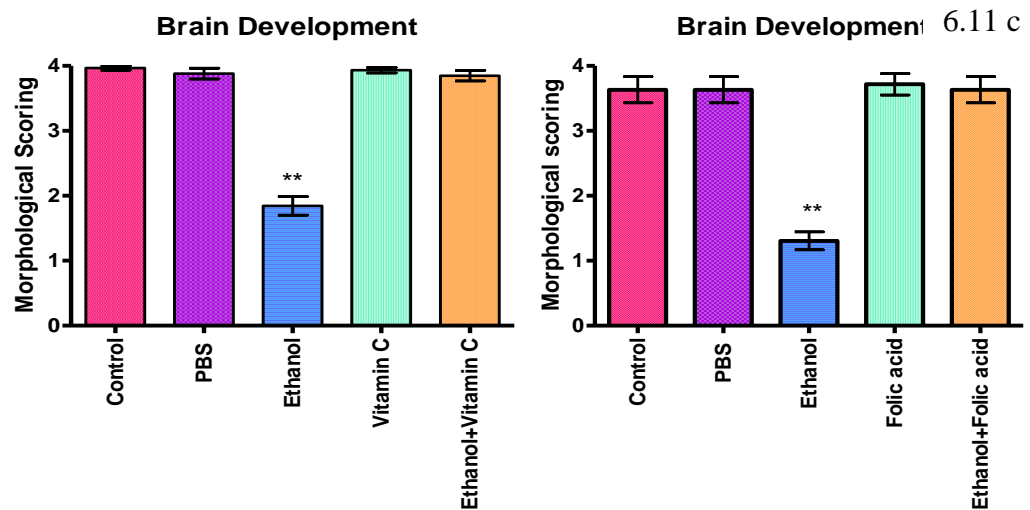 Brain Development
Morphological Scoring
4
3
2
1
0
**
Control
PBS
Ethanol
Vitamin C
Ethanol+Vitamin C
Brain Development
6.11 c
Morphological scoring
4
3
2
1
0
**
Control
PBS
Ethanol
Folic acid
Ethanol+Folic acid